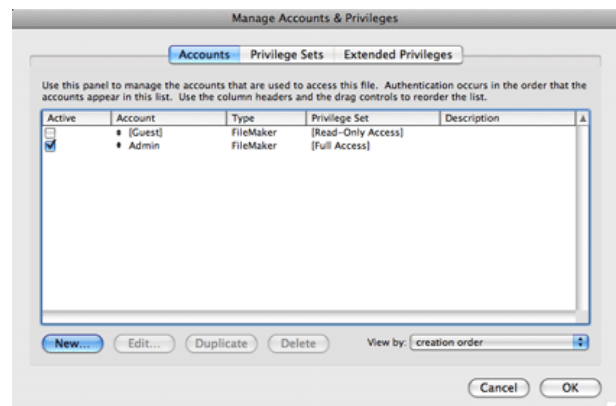 Manage Accounts & Privileges
Accounts Privilege Sets Extended Privileges
Use this panel to manage the accounts that are used to access this file. Authentication occurs in the order that the
accounts appear in this list. Use the column headers and the drag controls to reorder the list.
Active Account Type Privilege Set Description
[Guest] FileMaker [Read-Only Access]
Admin FileMaker [Full Access]
New... Edit... Duplicate Delete View by: creation order
Cancel OK